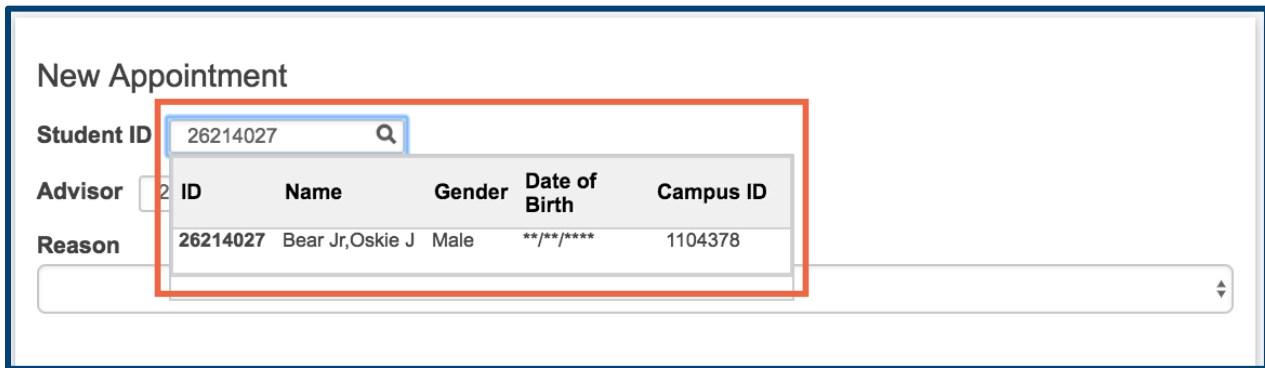 New Appointment
Student ID 26214027
Advisor 2
ID Name Gender Date of Birth Campus ID
Reason
26214027 Bear Jr,Oskie J Male **/**/**** 1104378